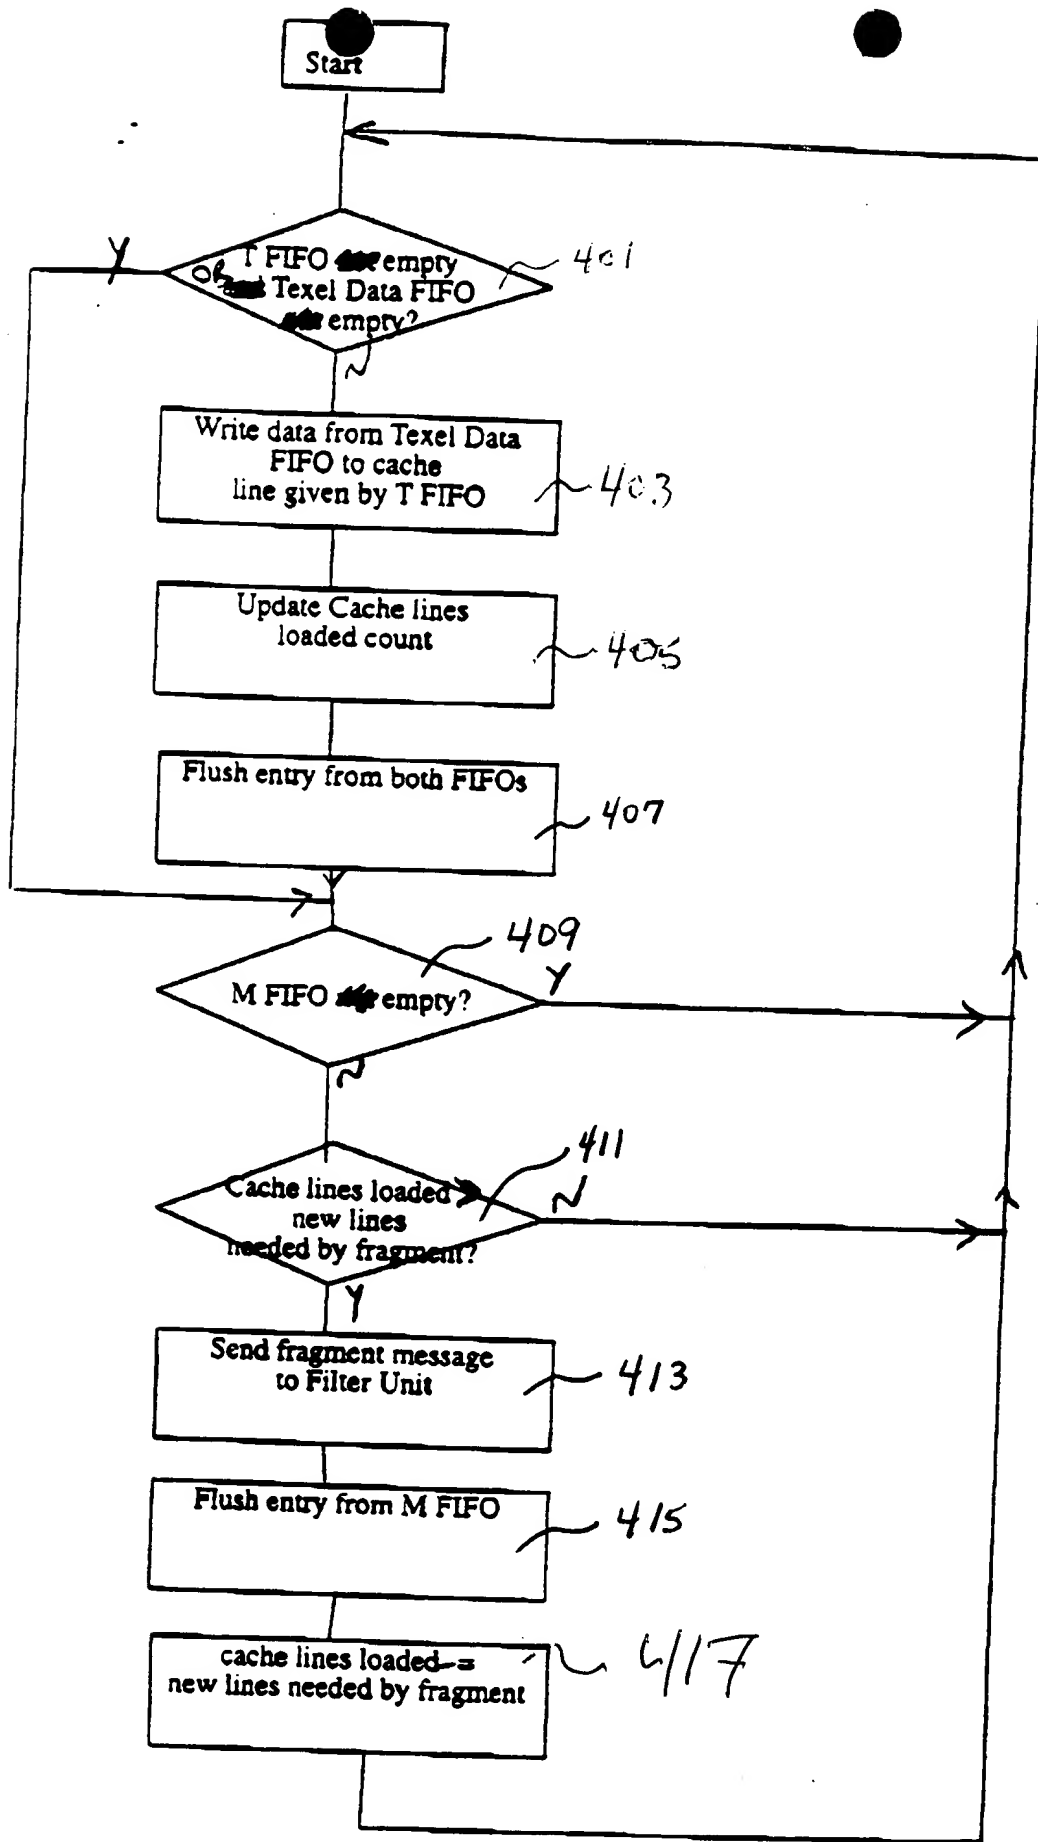 Start
Y
T FIFO empty
or Texel Data FIFO
empty?
401
N
Write data from Texel Data
FIFO to cache
line given by T FIFO
403
Update Cache lines
loaded count
405
Flush entry from both FIFOs
407
409
M FIFO empty?
Y
N
411
Cache lines loaded >
new lines
needed by fragment?
N
Y
Send fragment message
to Filter Unit
413
Flush entry from M FIFO
415
cache lines loaded -=
new lines needed by fragment
417